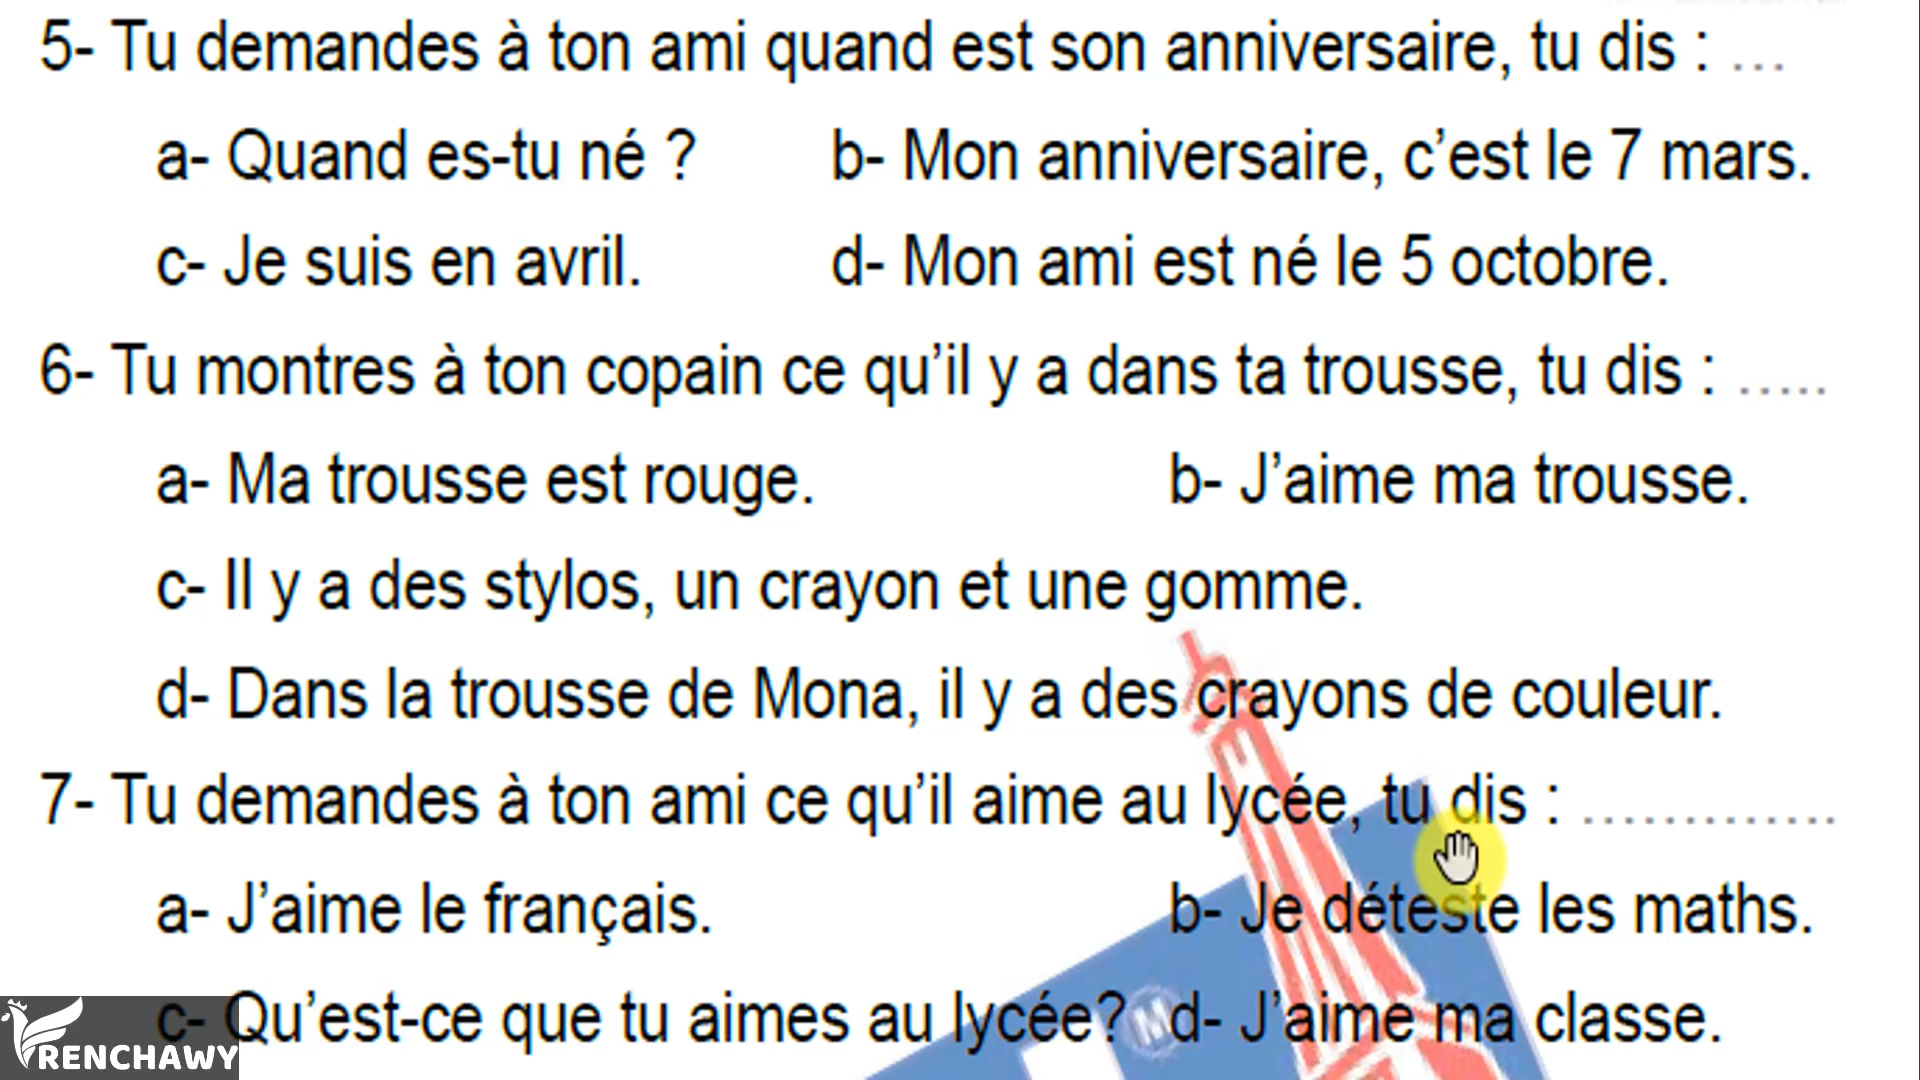 5- Tu demandes à ton ami quand est son anniversaire, tu dis : ...
a- Quand es-tu né ? b- Mon anniversaire, c’est le 7 mars.
c- Je suis en avril. d- Mon ami est né le 5 octobre.
6- Tu montres à ton copain ce qu’il y a dans ta trousse, tu dis : .....
a- Ma trousse est rouge. b- J’aime ma trousse.
c- Il y a des stylos, un crayon et une gomme.
d- Dans la trousse de Mona, il y a des crayons de couleur.
7- Tu demandes à ton ami ce qu’il aime au lycée, tu dis : .............
a- J’aime le français. b- Je déteste les maths.
c- Qu’est-ce que tu aimes au lycée? d- J’aime ma classe.
RENCHAWY
M